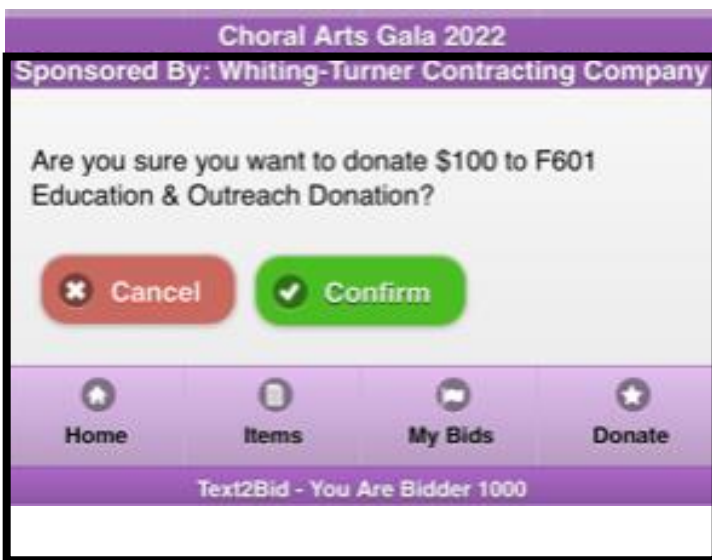 Choral Arts Gala 2022
Sponsored By: Whiting-Turner Contracting Company
Are you sure you want to donate $100 to F601
Education & Outreach Donation?
Cancel Confirm
Home Items My Bids Donate
Text2Bid - You Are Bidder 1000